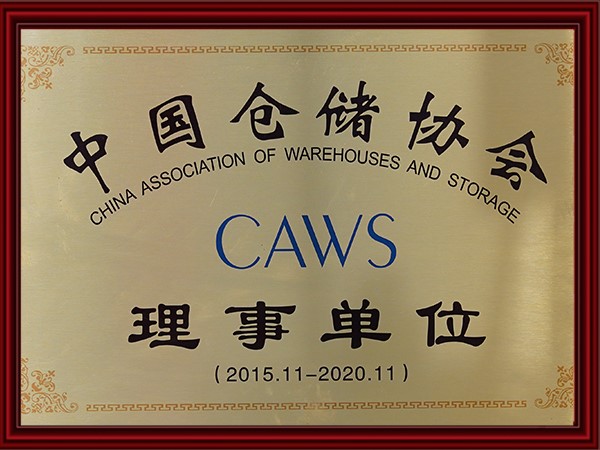 中国仓储协会
CHINA ASSOCIATION OF WAREHOUSES AND STORAGE
CAWS
理事单位
(2015.11-2020.11)